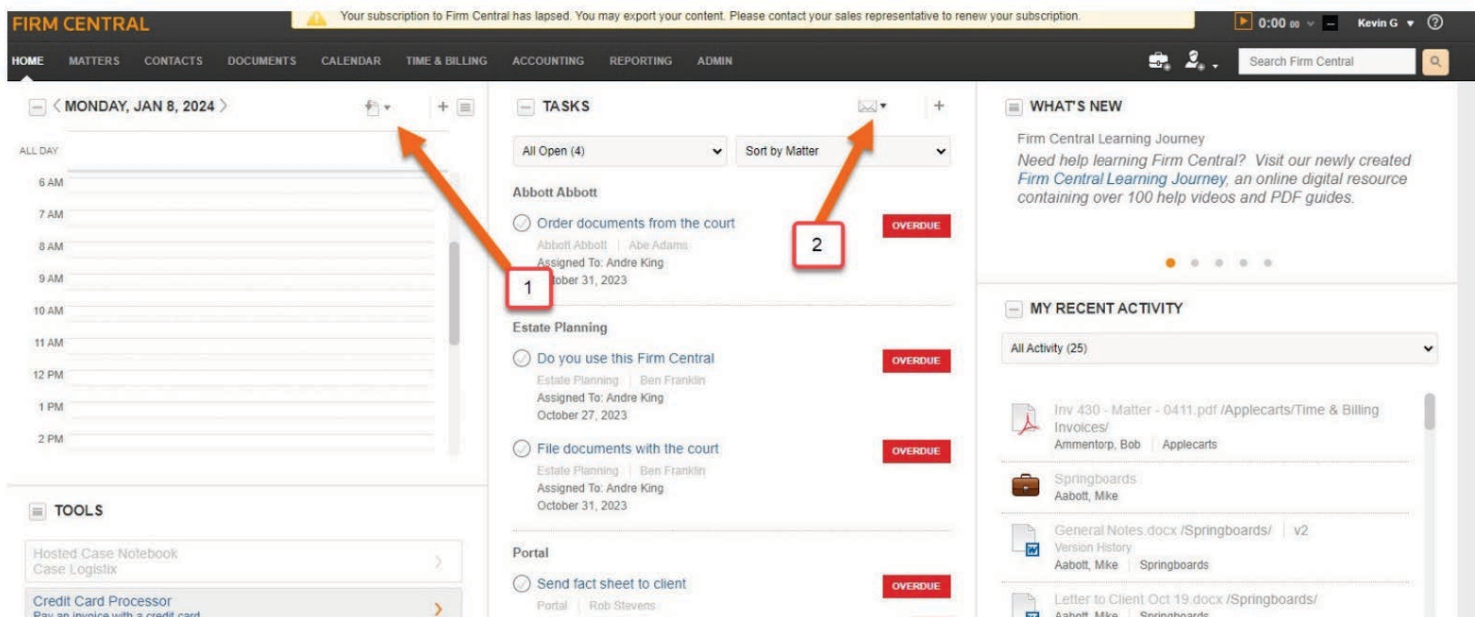 Your subscription to Firm Central has lapsed. You may export your content. Please contact your sales representative to renew your subscription.
FIRM CENTRAL
0:00 00
Kevin G
HOME MATTERS CONTACTS DOCUMENTS CALENDAR TIME & BILLING ACCOUNTING REPORTING ADMIN
Search Firm Central
MONDAY, JAN 8, 2024
ALL DAY
6 AM
7 AM
8 AM
9 AM
10 AM
11 AM
12 PM
1 PM
2 PM
1
TOOLS
Hosted Case Notebook
Case Logistix
Credit Card Processor
Pay an invoice with a credit card
TASKS
All Open (4)
Sort by Matter
2
Abbott Abbott
Order documents from the court
OVERDUE
Abbott Abbott | Abe Adams
Assigned To: Andre King
October 31, 2023
Estate Planning
Do you use this Firm Central
OVERDUE
Estate Planning | Ben Franklin
Assigned To: Andre King
October 27, 2023
File documents with the court
OVERDUE
Estate Planning | Ben Franklin
Assigned To: Andre King
October 31, 2023
Portal
Send fact sheet to client
OVERDUE
Portal | Rob Stevens
WHAT'S NEW
Firm Central Learning Journey
Need help learning Firm Central? Visit our newly created
Firm Central Learning Journey, an online digital resource
containing over 100 help videos and PDF guides.
MY RECENT ACTIVITY
All Activity (25)
Inv 430 - Matter - 0411.pdf /Applecarts/Time & Billing
Invoices/
Ammentorp, Bob | Applecarts
Springboards
Aabott, Mike
General Notes.docx /Springboards/ | v2
Version History
Aabott, Mike | Springboards
Letter to Client Oct 19.docx /Springboards/
Aabott, Mike | Springboards